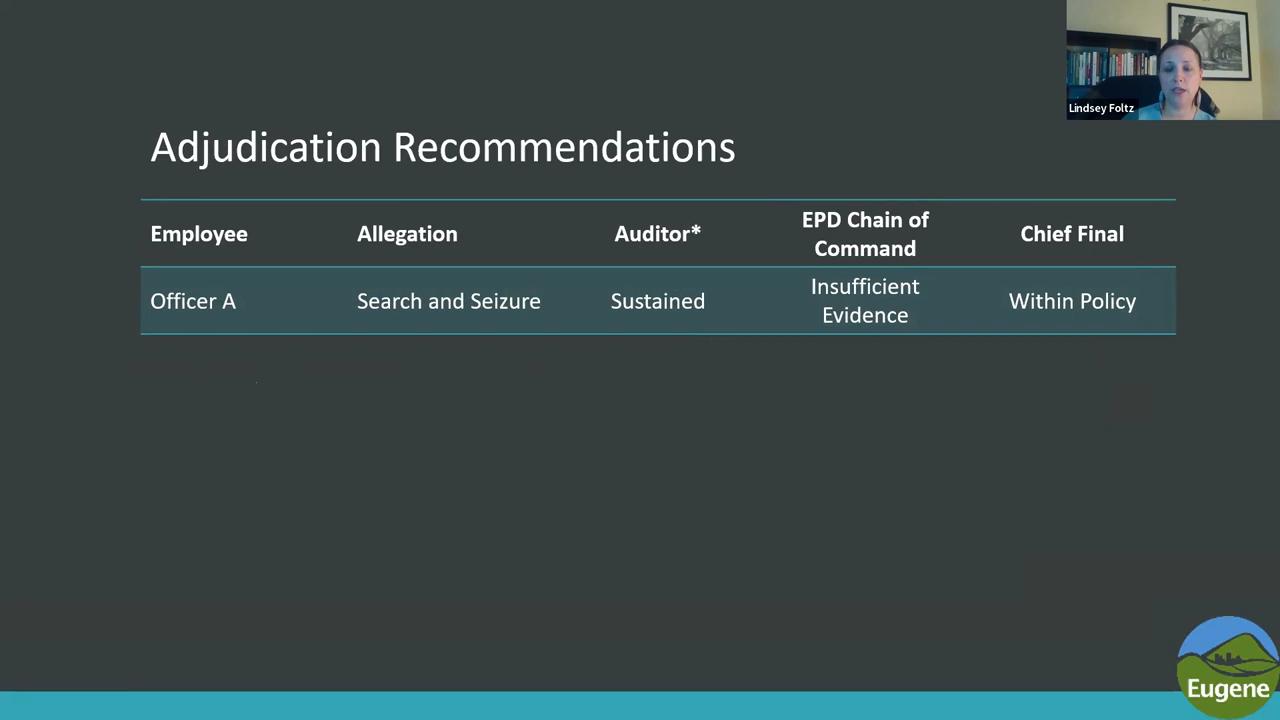 Lindsey Foltz
Adjudication Recommendations
Employee
Allegation
Auditor*
EPD Chain of
Command
Chief Final
Officer A
Search and Seizure
Sustained
Insufficient
Evidence
Within Policy
Eugene